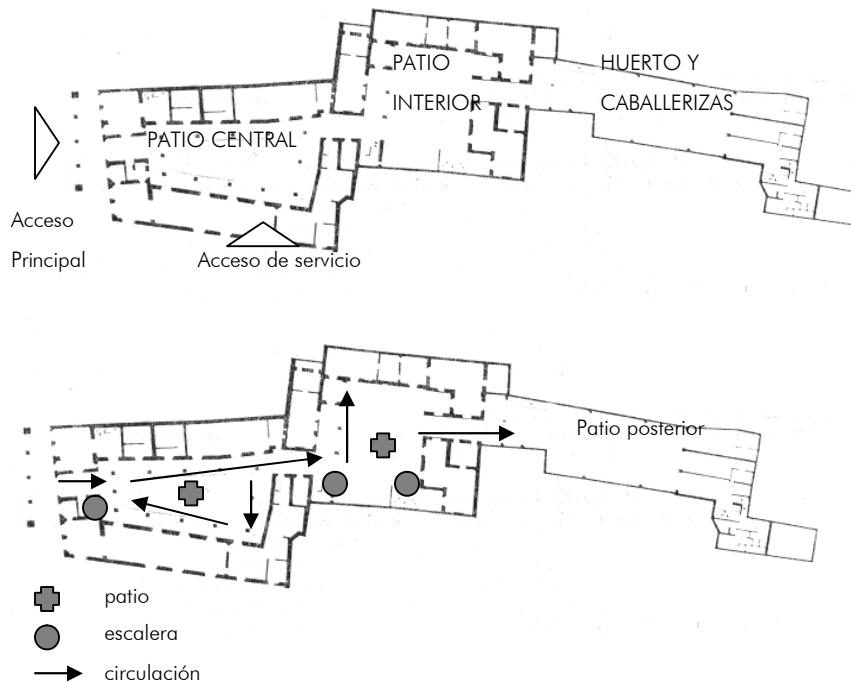 PATIO
INTERIOR
HUERTO Y
CABALLERIZAS
PATIO CENTRAL
Acceso
Principal
Acceso de servicio
Patio posterior
patio
escalera
circulación